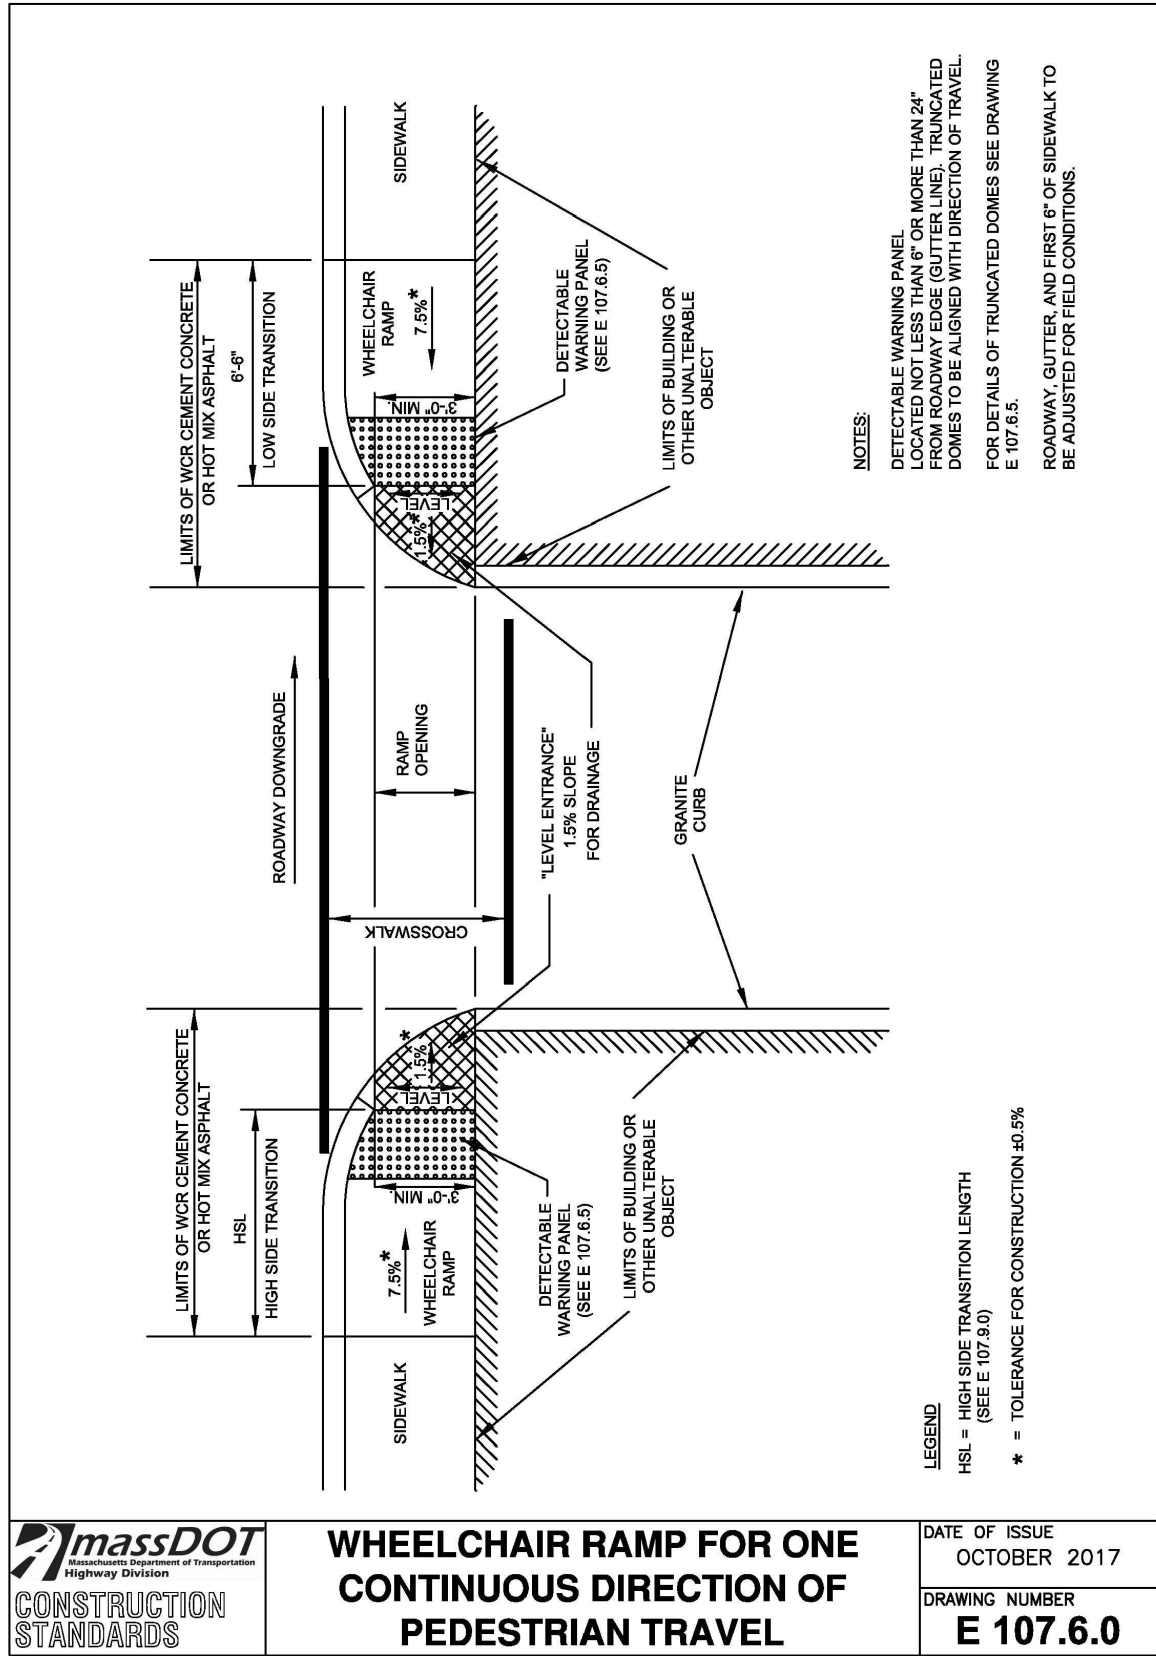 LIMITS OF WCR CEMENT CONCRETE
OR HOT MIX ASPHALT
HSL
HIGH SIDE TRANSITION
ROADWAY DOWNGRADE
LIMITS OF WCR CEMENT CONCRETE
OR HOT MIX ASPHALT
6'-6"
LOW SIDE TRANSITION
SIDEWALK
7.5%*
WHEELCHAIR
RAMP
3'-0" MIN.
LEVEL
1.5%*
CROSSWALK
RAMP
OPENING
1.5%*
LEVEL
3'-0" MIN.
WHEELCHAIR
RAMP
7.5%*
SIDEWALK
DETECTABLE
WARNING PANEL
(SEE E 107.6.5)
"LEVEL ENTRANCE"
1.5% SLOPE
FOR DRAINAGE
DETECTABLE
WARNING PANEL
(SEE E 107.6.5)
LIMITS OF BUILDING OR
OTHER UNALTERABLE
OBJECT
GRANITE
CURB
LIMITS OF BUILDING OR
OTHER UNALTERABLE
OBJECT
LEGEND
HSL = HIGH SIDE TRANSITION LENGTH
(SEE E 107.9.0)
* = TOLERANCE FOR CONSTRUCTION ±0.5%
NOTES:
DETECTABLE WARNING PANEL
LOCATED NOT LESS THAN 6" OR MORE THAN 24"
FROM ROADWAY EDGE (GUTTER LINE). TRUNCATED
DOMES TO BE ALIGNED WITH DIRECTION OF TRAVEL.
FOR DETAILS OF TRUNCATED DOMES SEE DRAWING
E 107.6.5.
ROADWAY, GUTTER, AND FIRST 6" OF SIDEWALK TO
BE ADJUSTED FOR FIELD CONDITIONS.
massDOT
Massachusetts Department of Transportation
Highway Division
CONSTRUCTION
STANDARDS
WHEELCHAIR RAMP FOR ONE
CONTINUOUS DIRECTION OF
PEDESTRIAN TRAVEL
DATE OF ISSUE
OCTOBER 2017
DRAWING NUMBER
E 107.6.0